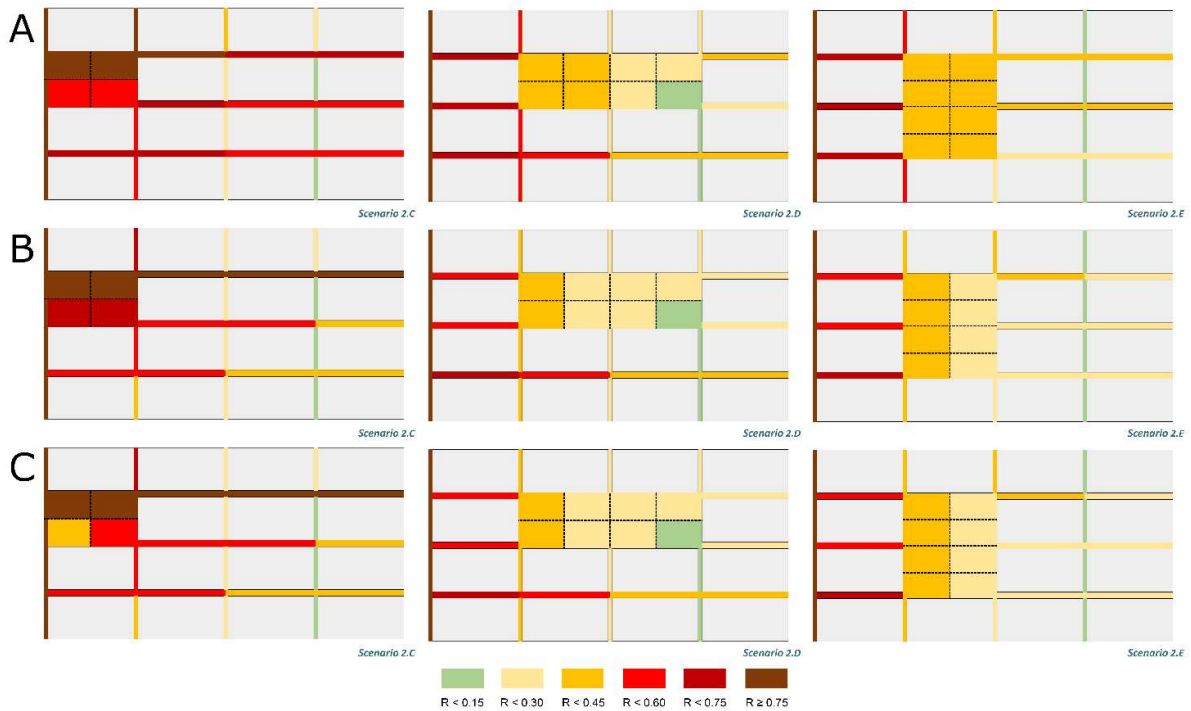 A
Scenario 2.C
Scenario 2.D
Scenario 2.E
B
Scenario 2.C
Scenario 2.D
Scenario 2.E
C
Scenario 2.C
Scenario 2.D
Scenario 2.E
R < 0.15
R < 0.30
R < 0.45
R < 0.60
R < 0.75
R ≥ 0.75